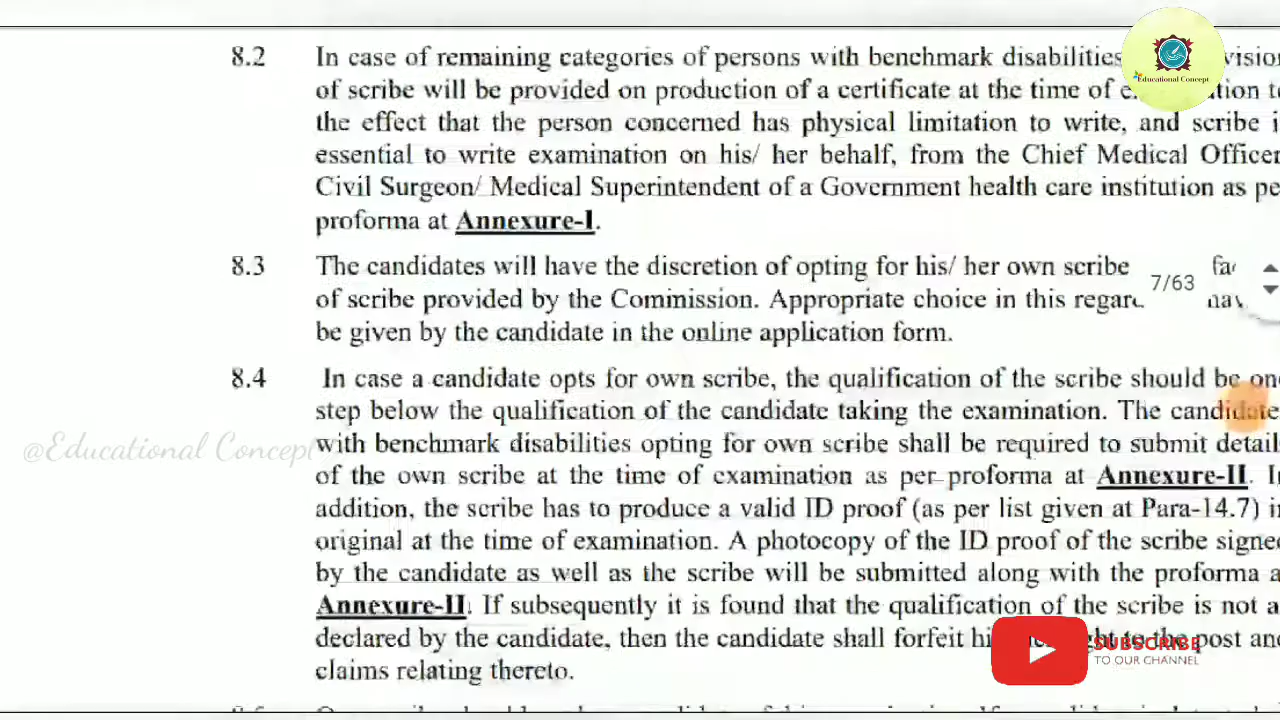 8.2 In case of remaining categories of persons with benchmark disabilities
of scribe will be provided on production of a certificate at the time of
the effect that the person concerned has physical limitation to write, and scribe
essential to write examination on his/ her behalf, from the Chief Medical Officer
Civil Surgeon/ Medical Superintendent of a Government health care institution as
proforma at Annexure-I.
8.3 The candidates will have the discretion of opting for his/ her own scribe
of scribe provided by the Commission. Appropriate choice in this
be given by the candidate in the online application form.
8.4 In case a candidate opts for own scribe, the qualification of the scribe should be
step below the qualification of the candidate taking the examination. The
with benchmark disabilities opting for own scribe shall be required to submit
of the own scribe at the time of examination as per proforma at Annexure-II.
addition, the scribe has to produce a valid ID proof (as per list given at Para-14.7)
original at the time of examination. A photocopy of the ID proof of the scribe
by the candidate as well as the scribe will be submitted along with the proforma
Annexure-II. If subsequently it is found that the qualification of the scribe is not
declared by the candidate, then the candidate shall forfeit to the post
claims relating thereto.
Educational Concept
7/63
@Educational Concept
SUBSCRIBE
TO OUR CHANNEL